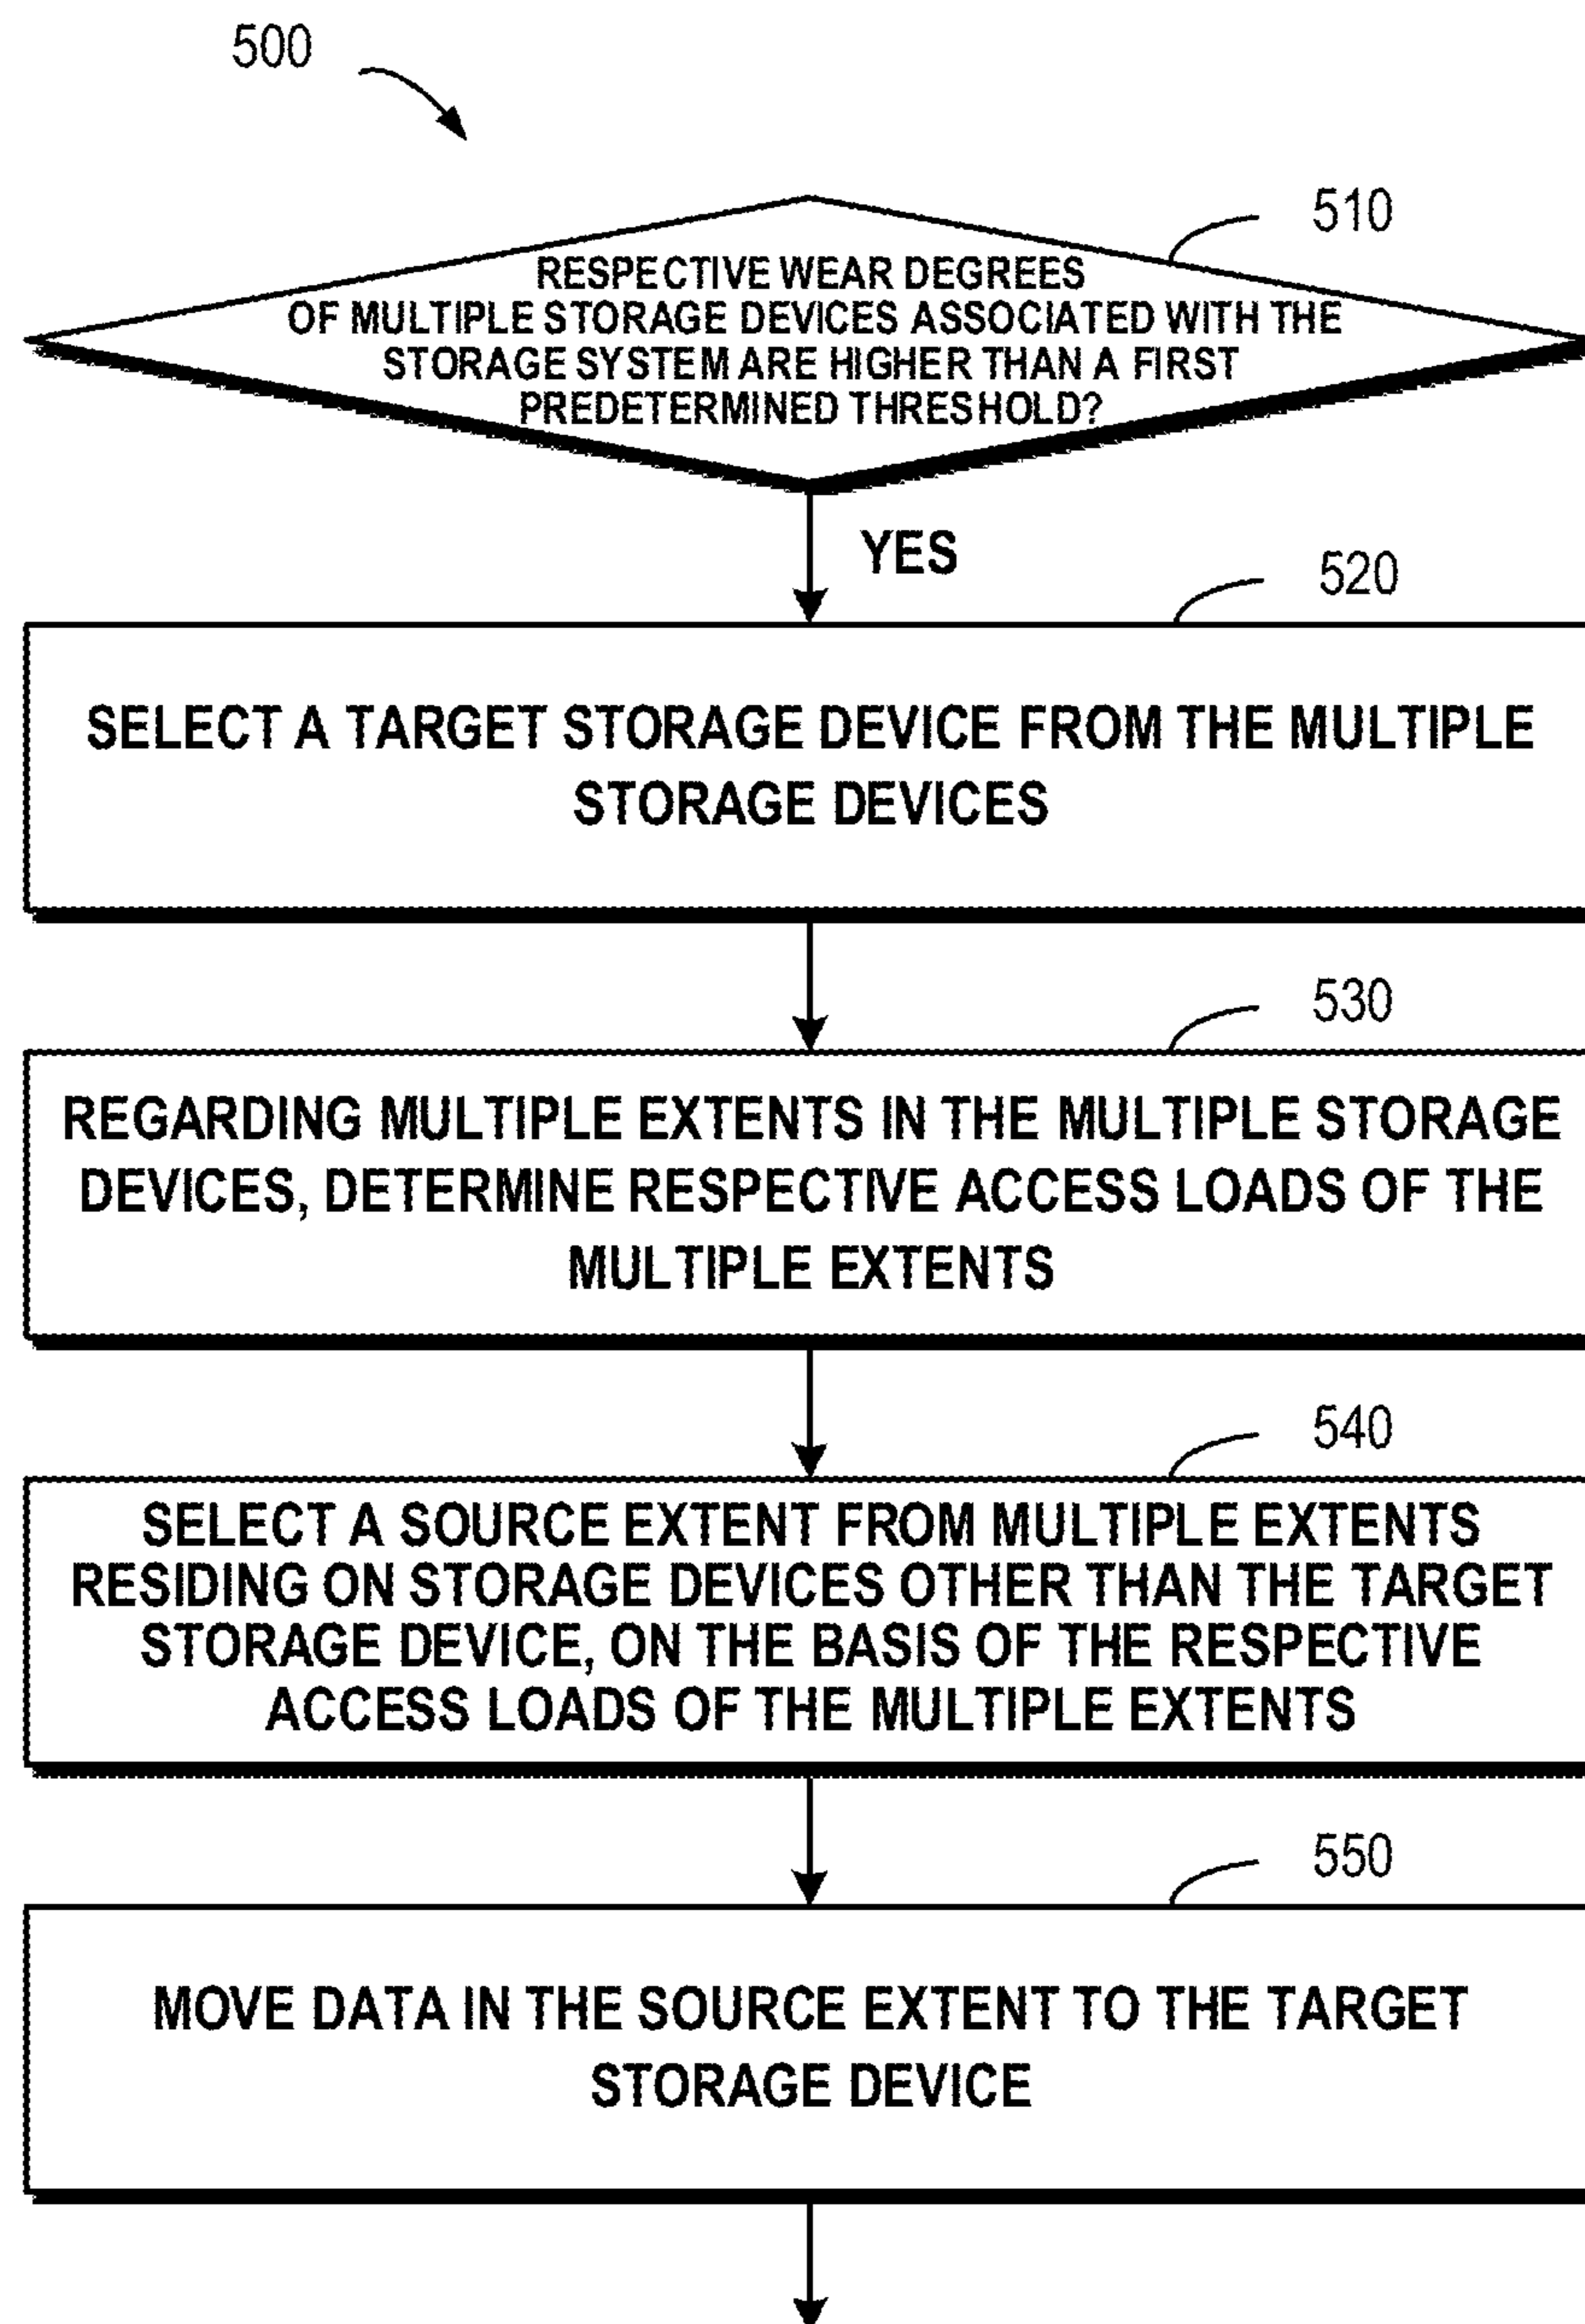 500
510
RESPECTIVE WEAR DEGREES
OF MULTIPLE STORAGE DEVICES ASSOCIATED WITH THE
STORAGE SYSTEM ARE HIGHER THAN A FIRST
PREDETERMINED THRESHOLD?
YES
520
SELECT A TARGET STORAGE DEVICE FROM THE MULTIPLE
STORAGE DEVICES
530
REGARDING MULTIPLE EXTENTS IN THE MULTIPLE STORAGE
DEVICES, DETERMINE RESPECTIVE ACCESS LOADS OF THE
MULTIPLE EXTENTS
540
SELECT A SOURCE EXTENT FROM MULTIPLE EXTENTS
RESIDING ON STORAGE DEVICES OTHER THAN THE TARGET
STORAGE DEVICE, ON THE BASIS OF THE RESPECTIVE
ACCESS LOADS OF THE MULTIPLE EXTENTS
550
MOVE DATA IN THE SOURCE EXTENT TO THE TARGET
STORAGE DEVICE